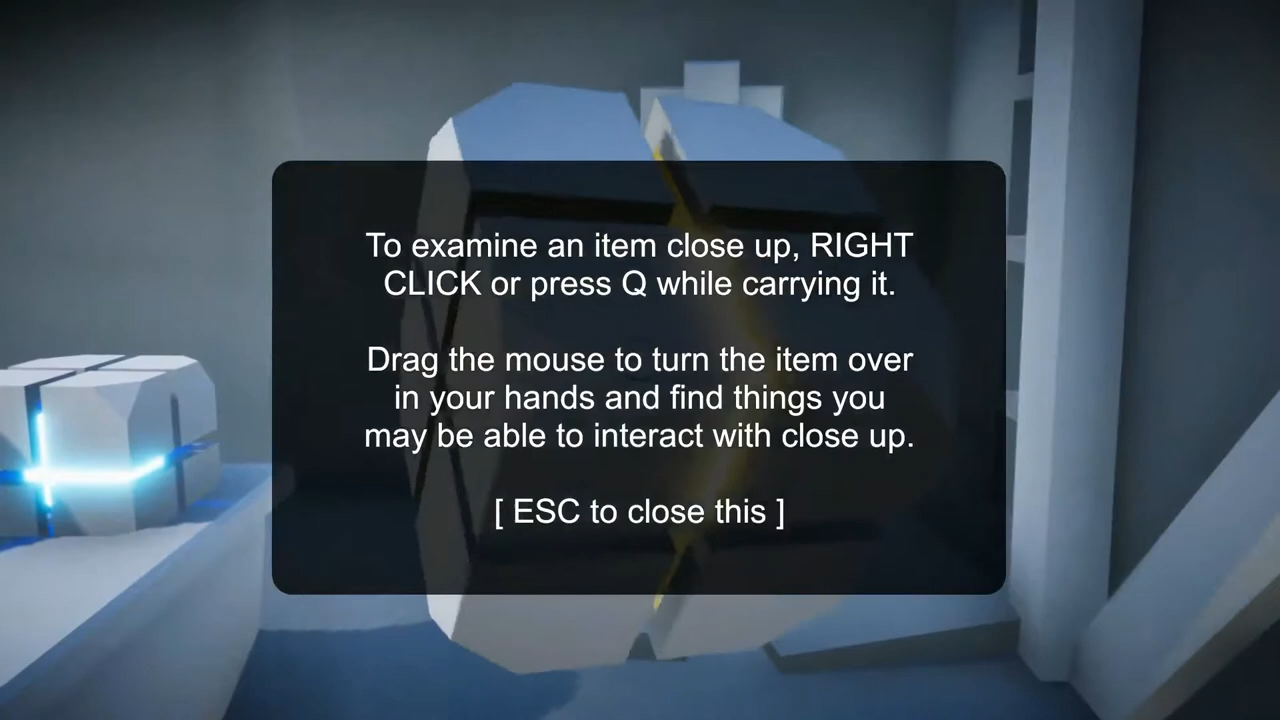 To examine an item close up, RIGHT
CLICK or press Q while carrying it.
Drag the mouse to turn the item over
in your hands and find things you
may be able to interact with close up.
[ ESC to close this ]